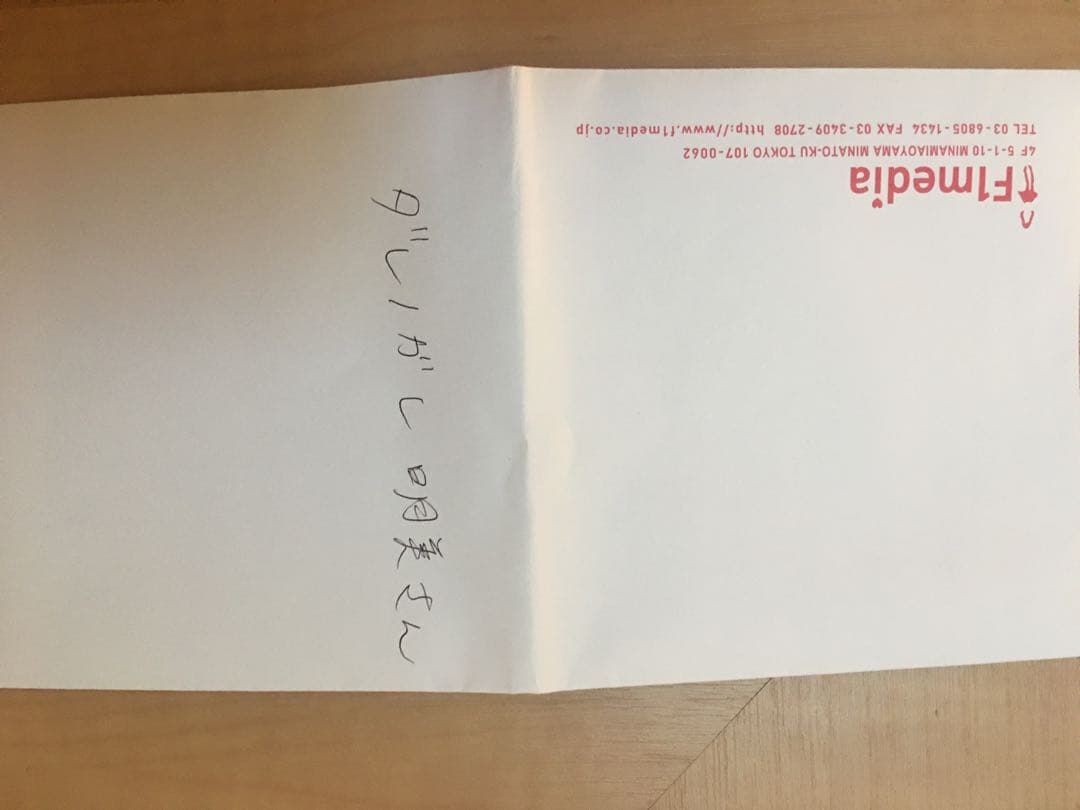 ダレノガレ明美さん
F1media
4F 5-1-10 MINAMIAOYAMA MINATO-KU TOKYO 107-0062
TEL 03-6805-1434 FAX 03-3409-2708 http://www.f1media.co.jp